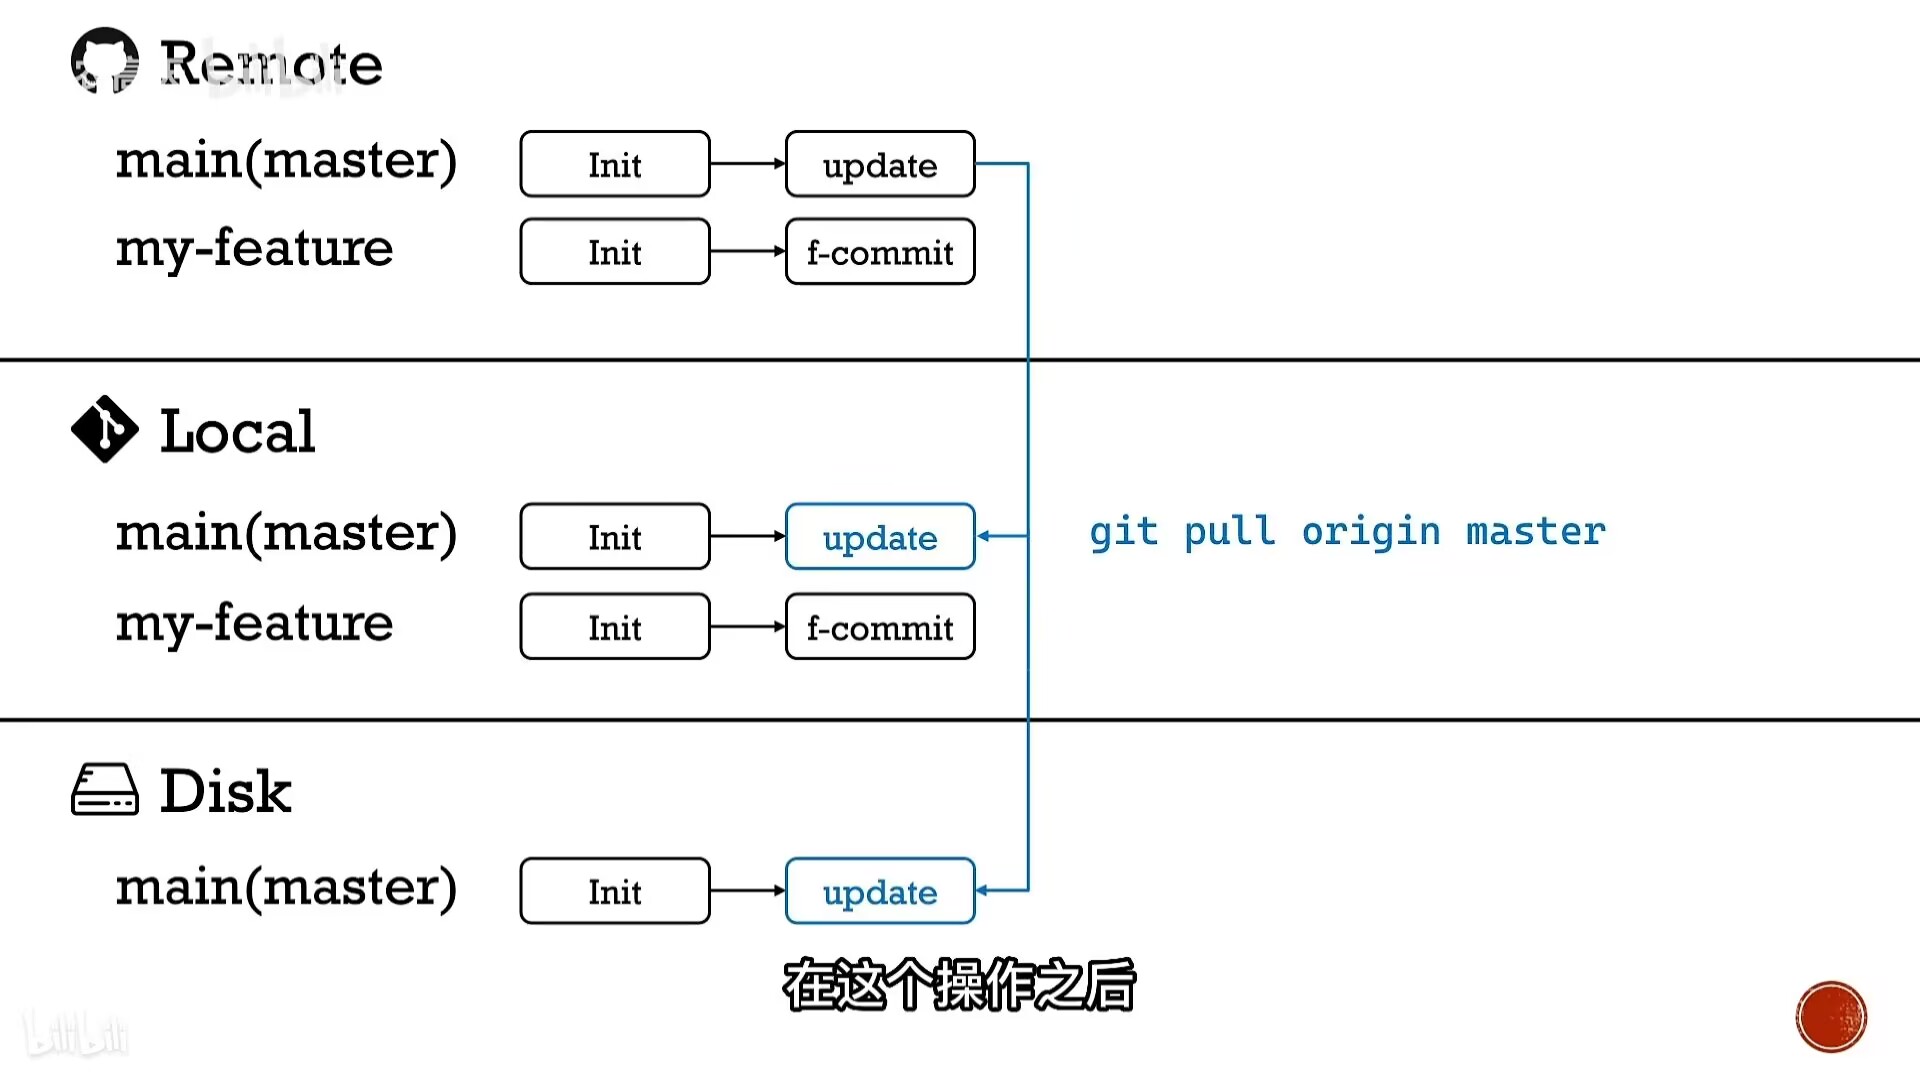 Remote
main(master) Init update
my-feature Init f-commit
Local
main(master) Init update
git pull origin master
my-feature Init f-commit
Disk
main(master) Init update
在这个操作之后
bilibili